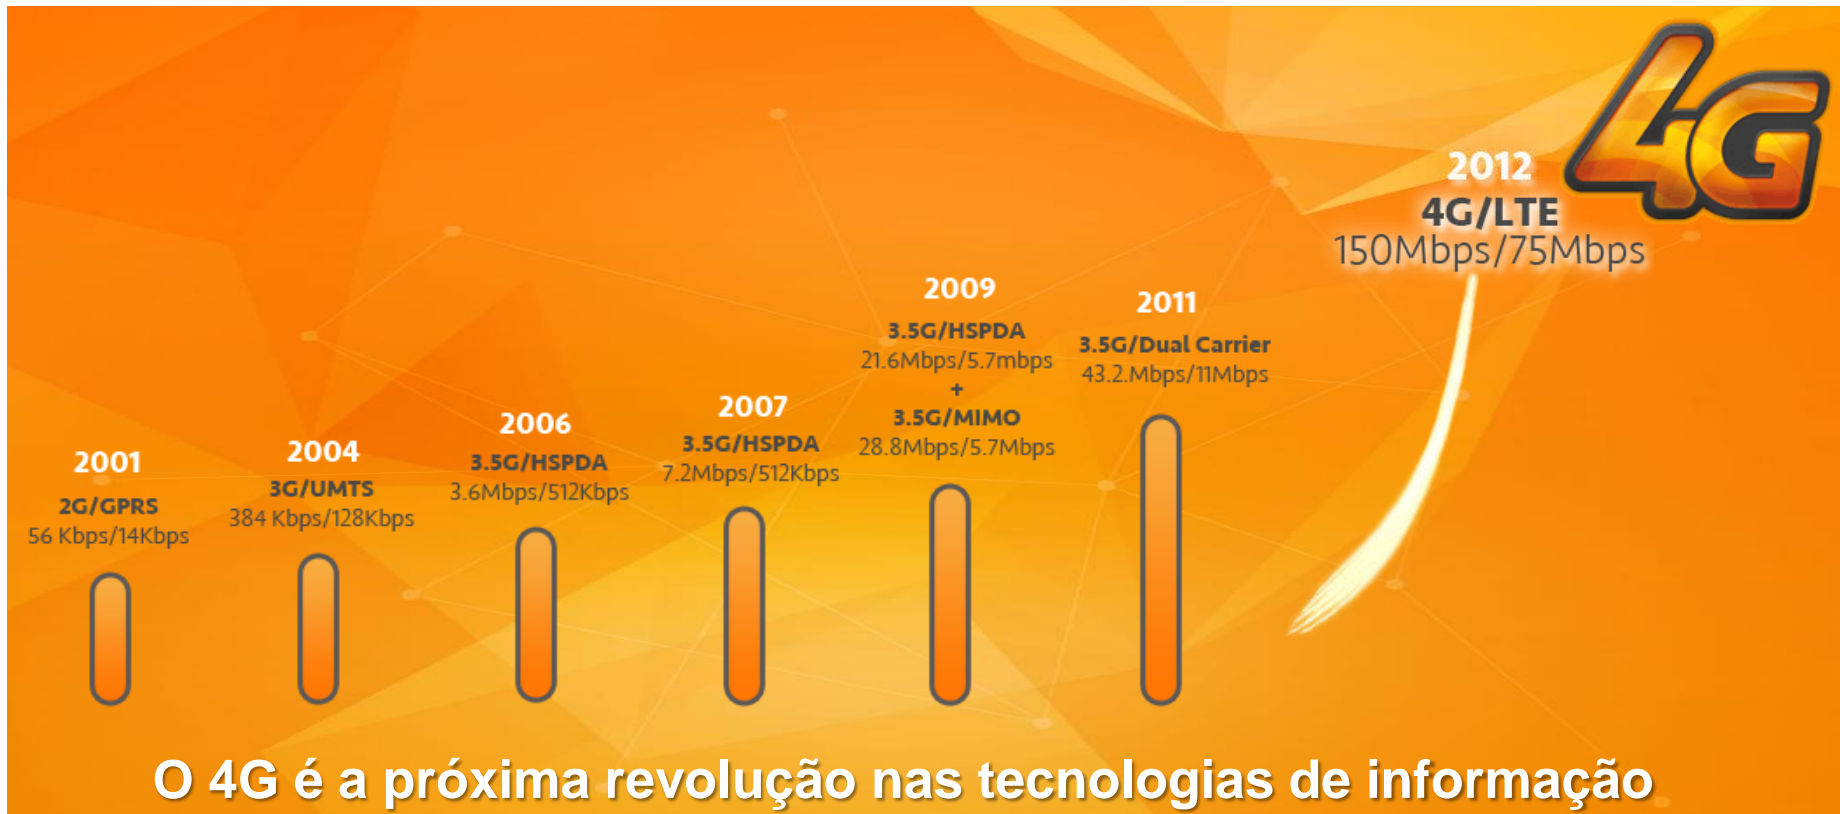 4G
2012
4G/LTE
150Mbps/75Mbps
2009
3.5G/HSPDA
21.6Mbps/5.7mbps
+
3.5G/MIMO
28.8Mbps/5.7Mbps
2011
3.5G/Dual Carrier
43.2.Mbps/11Mbps
2007
3.5G/HSPDA
7.2Mbps/512Kbps
2006
3.5G/HSPDA
3.6Mbps/512Kbps
2004
3G/UMTS
384 Kbps/128Kbps
2001
2G/GPRS
56 Kbps/14Kbps
O 4G é a próxima revolução nas tecnologias de informação